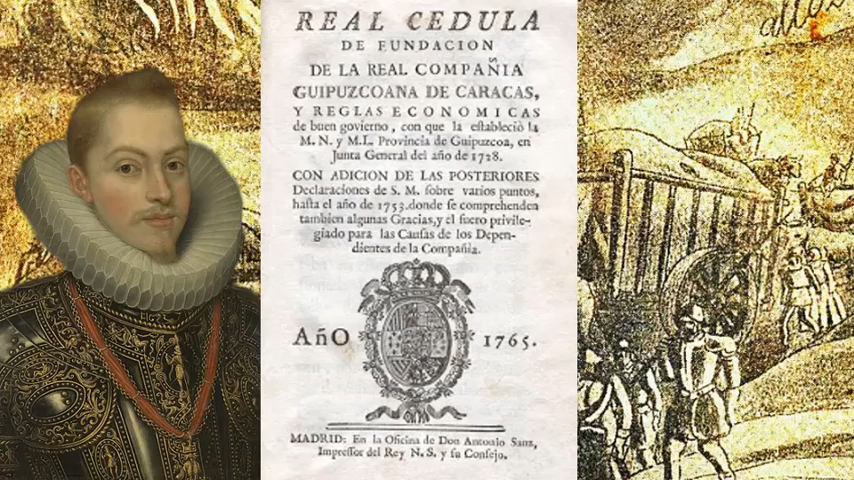 REAL CEDULA
DE FUNDACION
DE LA REAL COMPAÑIA
GUIPUZCOANA DE CARACAS,
Y REGLAS ECONOMICAS
de buen govierno, con que la estableciò la
M. N. y M.L. Provincia de Guipuzcoa, en
Junta General del año de 1728.
CON ADICION DE LAS POSTERIORES
Declaraciones de S. M. sobre varios puntos,
hasta el año de 1753. donde se comprehenden
tambien algunas Gracias, y el fuero privile-
giado para las Causas de los Depen-
dientes de la Compañia.
AñO 1765.
MADRID: En la Oficina de Don Antonio Sanz,
Impressor del Rey N. S. y su Consejo.